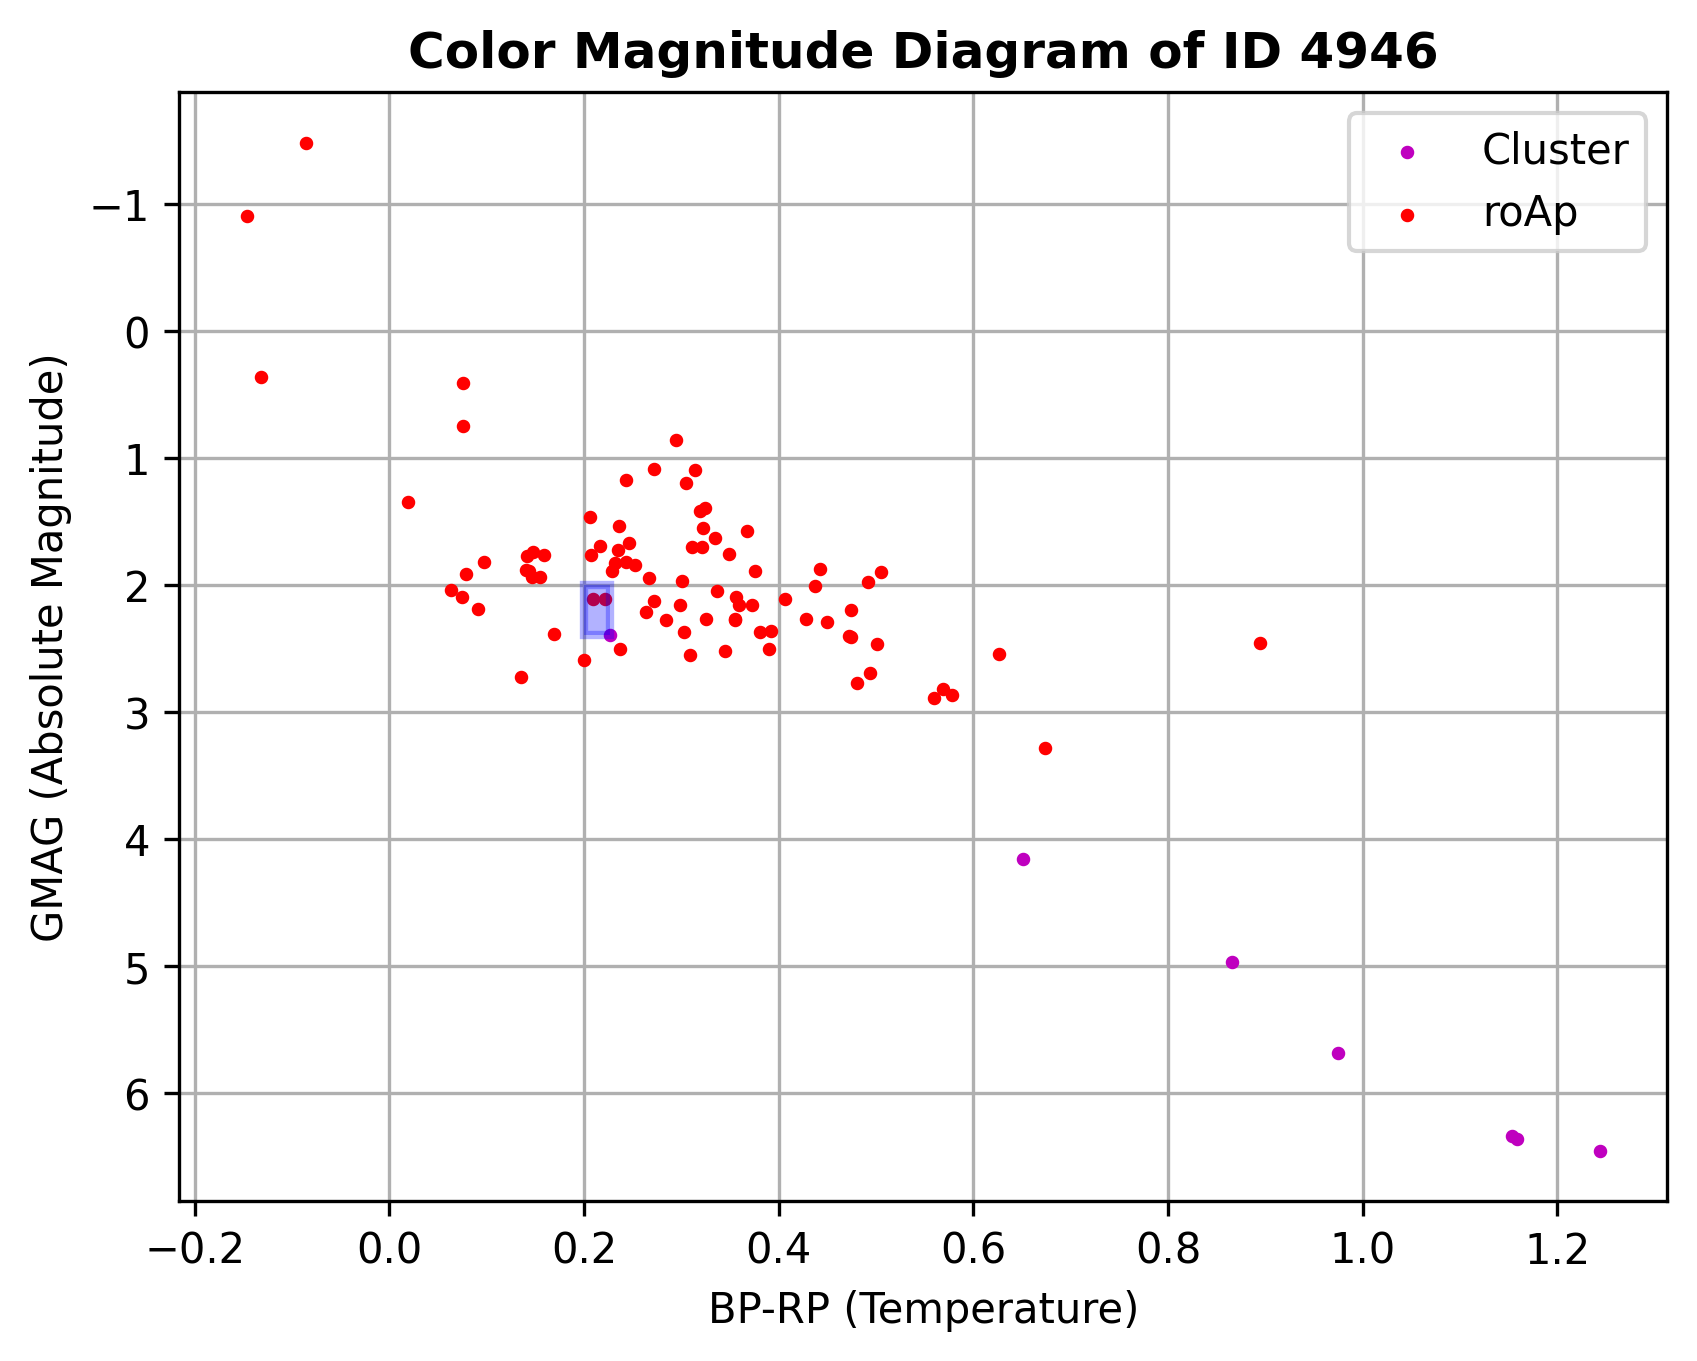 Color Magnitude Diagram of ID 4946
Cluster
roAp
GMAG (Absolute Magnitude)
−1
0
1
2
3
4
5
6
−0.2 0.0 0.2 0.4 0.6 0.8 1.0 1.2
BP-RP (Temperature)